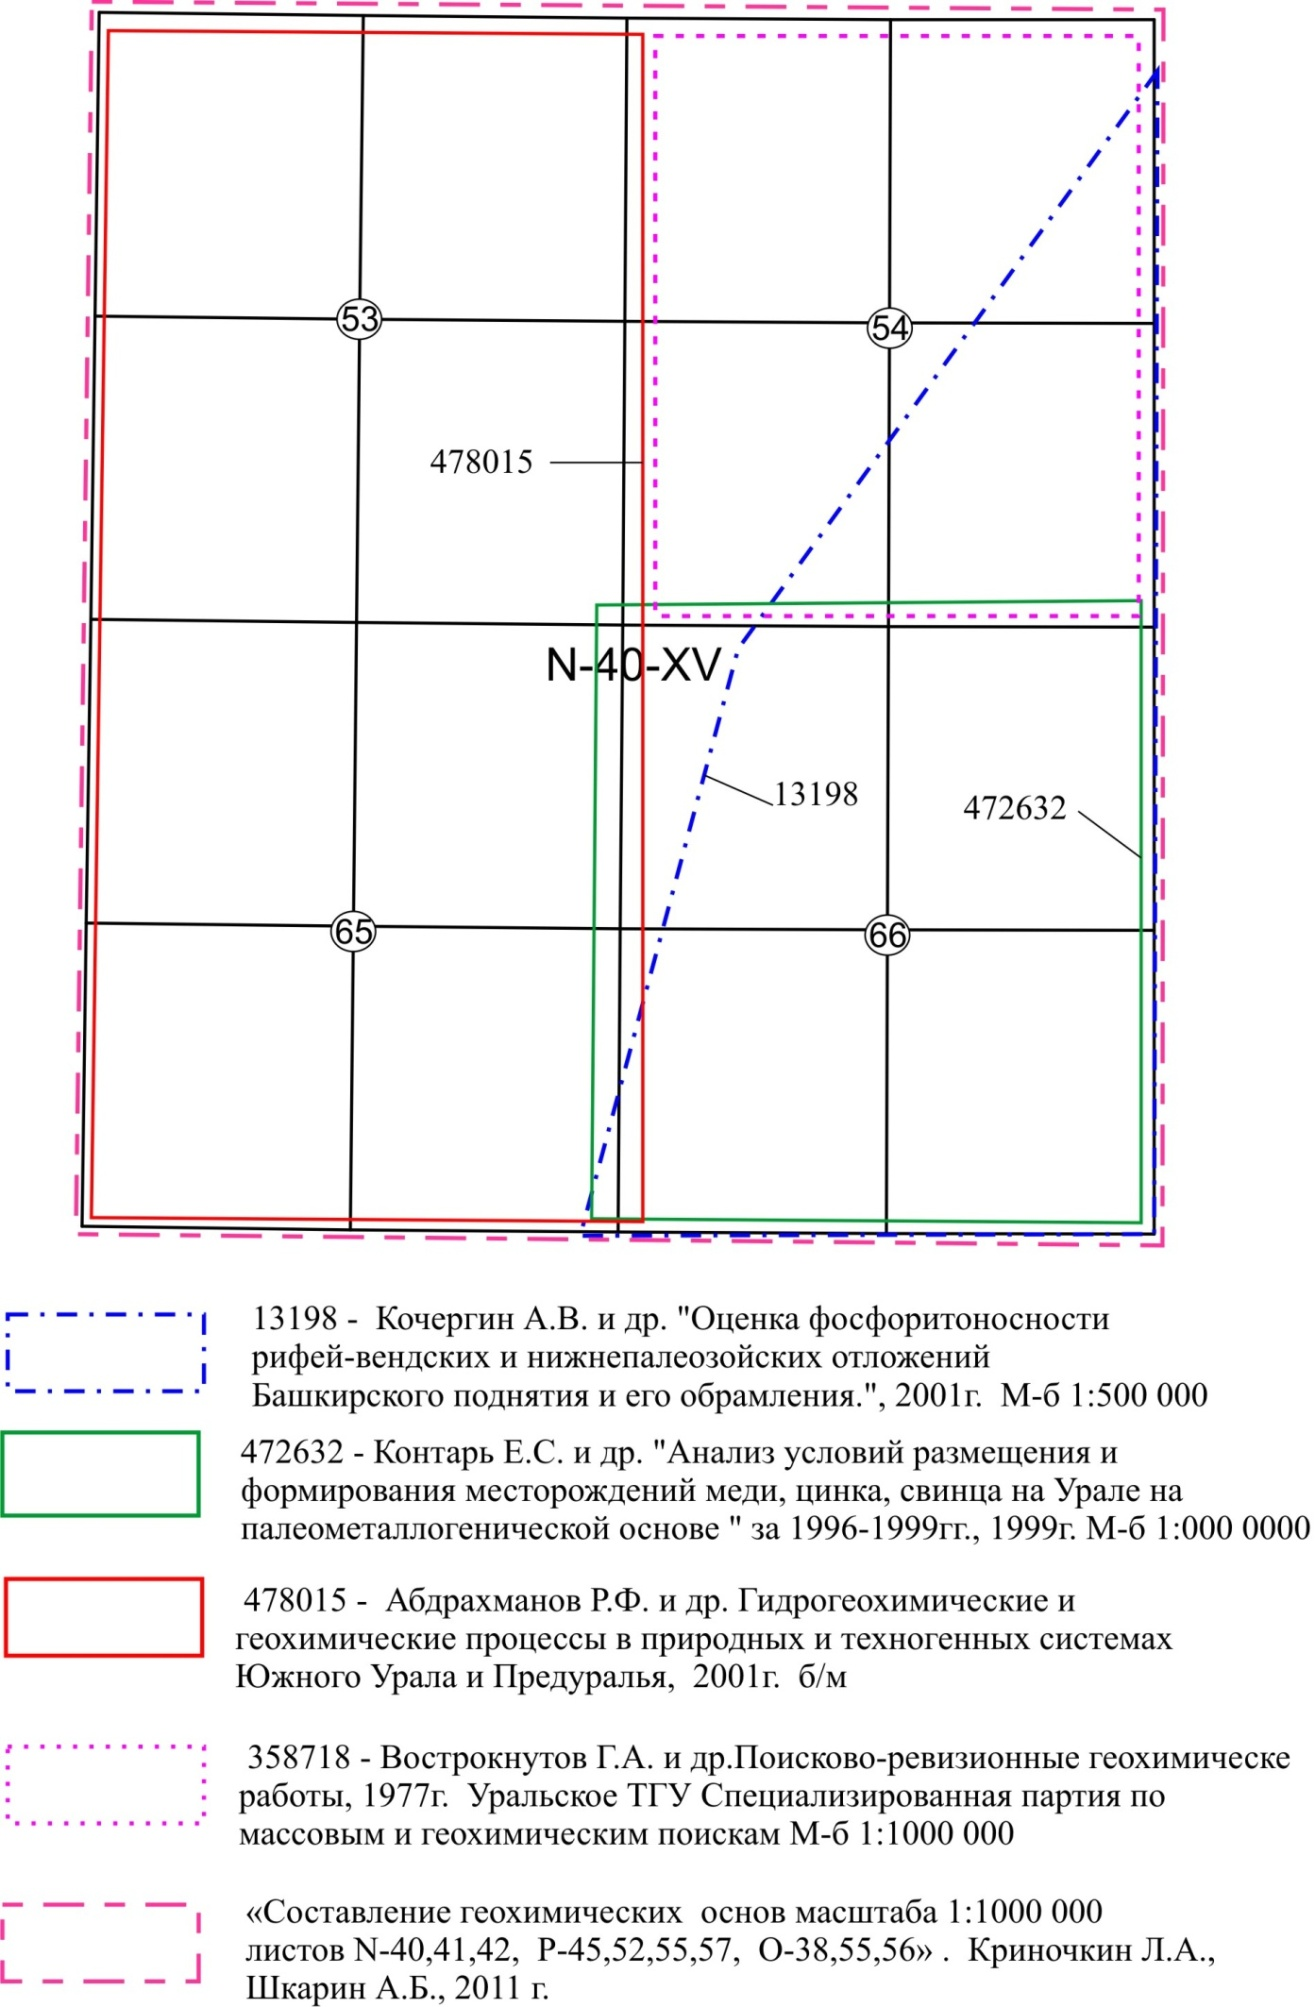 53
54
478015
N-40-XV
13198
472632
65
66
13198 - Кочергин А.В. и др. "Оценка фосфоритоносности
рифей-вендских и нижнепалеозойских отложений
Башкирского поднятия и его обрамления.", 2001г. М-б 1:500 000
472632 - Контарь Е.С. и др. "Анализ условий размещения и
формирования месторождений меди, цинка, свинца на Урале на
палеометаллогенической основе " за 1996-1999гг., 1999г. М-б 1:000 0000
478015 - Абдрахманов Р.Ф. и др. Гидрогеохимические и
геохимические процессы в природных и техногенных системах
Южного Урала и Предуралья, 2001г. б/м
358718 - Вострокнутов Г.А. и др.Поисково-ревизионные геохимическе
работы, 1977г. Уральское ТГУ Специализированная партия по
массовым и геохимическим поискам М-б 1:1000 000
«Составление геохимических основ масштаба 1:1000 000
листов N-40,41,42, Р-45,52,55,57, О-38,55,56» . Криночкин Л.А.,
Шкарин А.Б., 2011 г.